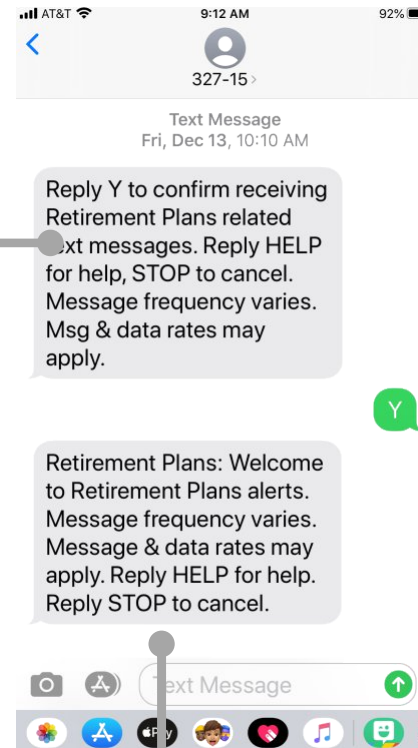 AT&T 9:12 AM 92%
327-15 >
Text Message
Fri, Dec 13, 10:10 AM
Reply Y to confirm receiving
Retirement Plans related
ext messages. Reply HELP
for help, STOP to cancel.
Message frequency varies.
Msg & data rates may
apply.
Y
Retirement Plans: Welcome
to Retirement Plans alerts.
Message frequency varies.
Message & data rates may
apply. Reply HELP for help.
Reply STOP to cancel.
Text Message
Pay